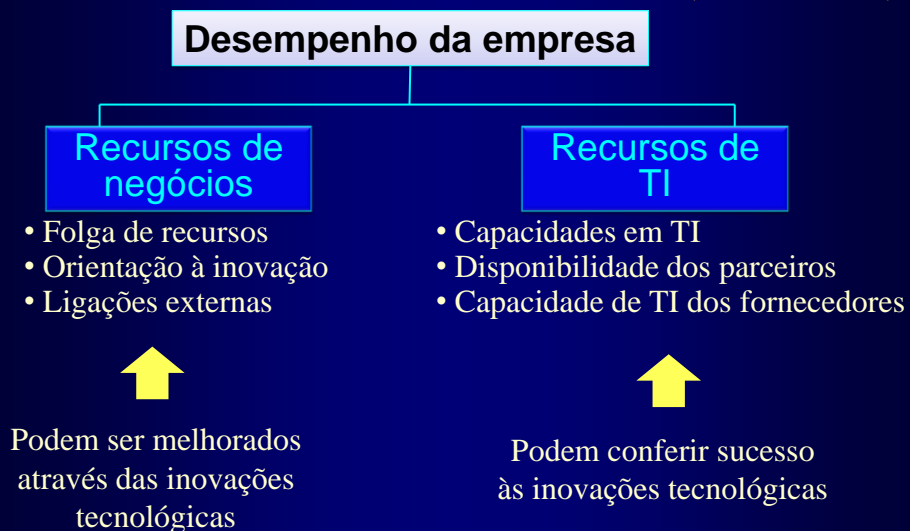 Desempenho da empresa
Recursos de
negócios
• Folga de recursos
• Orientação à inovação
• Ligações externas
Podem ser melhorados
através das inovações
tecnológicas
Recursos de
TI
• Capacidades em TI
• Disponibilidade dos parceiros
• Capacidade de TI dos fornecedores
Podem conferir sucesso
às inovações tecnológicas